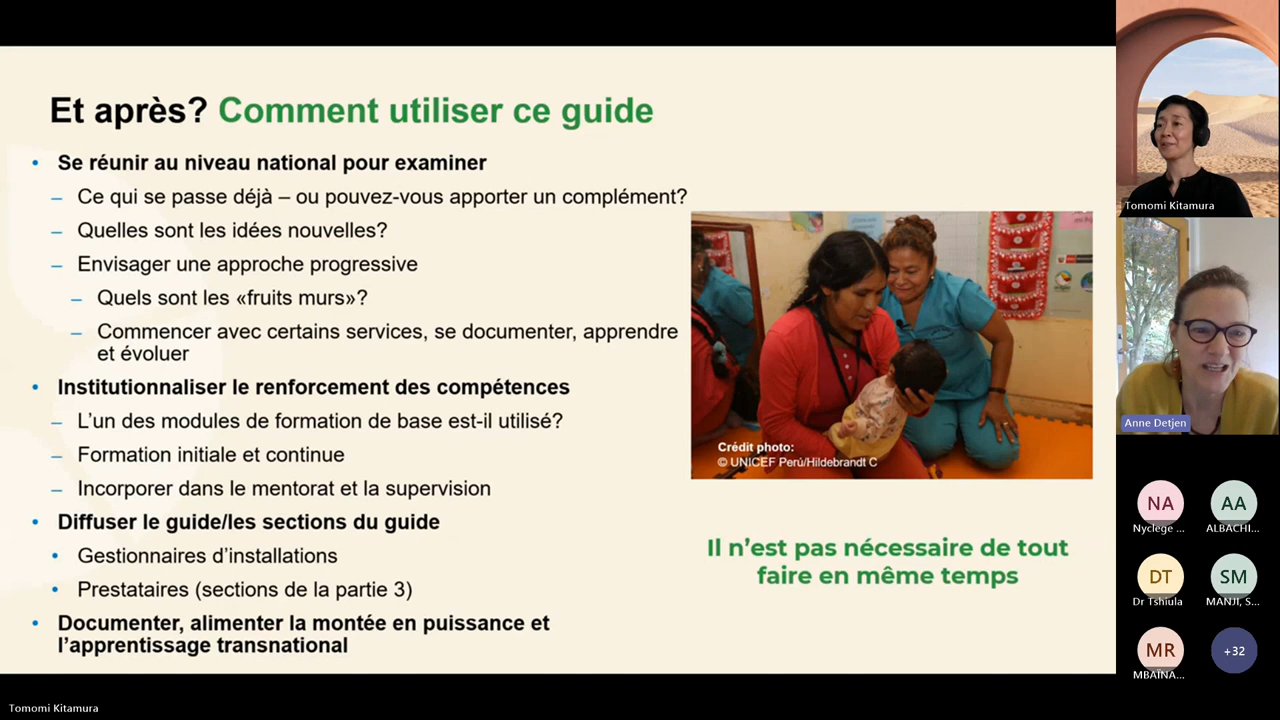 Et après? Comment utiliser ce guide
• Se réunir au niveau national pour examiner
– Ce qui se passe déjà – ou pouvez-vous apporter un complément?
– Quelles sont les idées nouvelles?
– Envisager une approche progressive
– Quels sont les «fruits murs»?
– Commencer avec certains services, se documenter, apprendre
et évoluer
• Institutionnaliser le renforcement des compétences
– L’un des modules de formation de base est-il utilisé?
– Formation initiale et continue
– Incorporer dans le mentorat et la supervision
• Diffuser le guide/les sections du guide
• Gestionnaires d’installations
• Prestataires (sections de la partie 3)
• Documenter, alimenter la montée en puissance et
l’apprentissage transnational
Crédit photo:
© UNICEF Perú/Hildebrandt C
Il n’est pas nécessaire de tout
faire en même temps
Tomomi Kitamura
Anne Detjen
NA
Nyclege ...
AA
ALBACHI...
DT
Dr Tshiula
SM
MANJI, S...
MR
MBAÏNA...
+32
Tomomi Kitamura